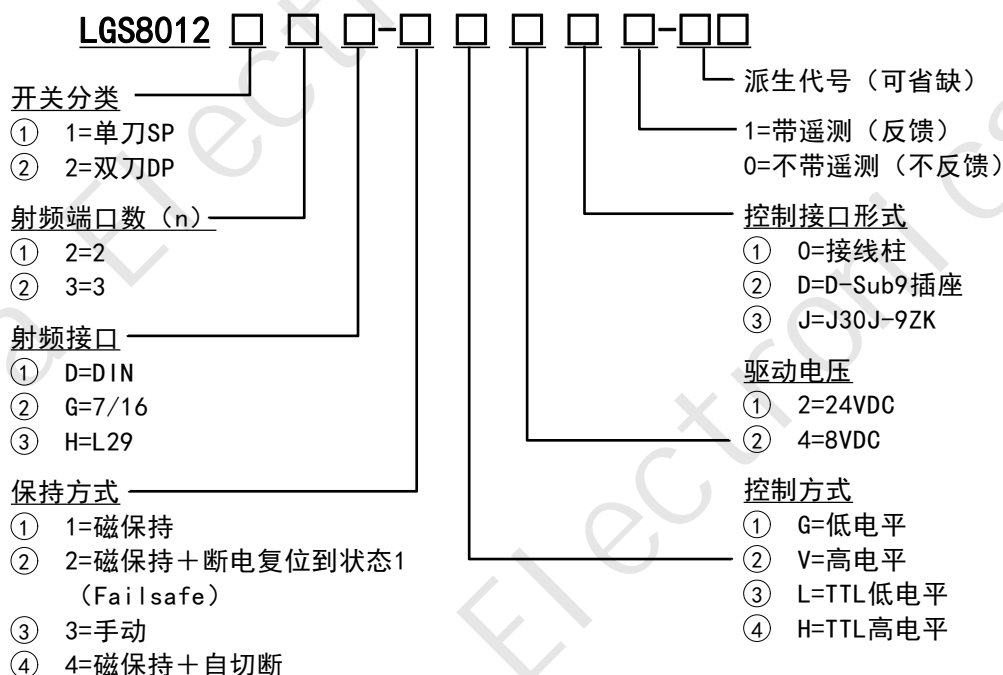 LGS8012 □ □ □-□ □ □ □ □-□□
开关分类
① 1=单刀SP
② 2=双刀DP
射频端口数（n）
① 2=2
② 3=3
射频接口
① D=DIN
② G=7/16
③ H=L29
保持方式
① 1=磁保持
② 2=磁保持＋断电复位到状态1
（Failsafe）
③ 3=手动
④ 4=磁保持＋自切断
派生代号（可省缺）
1=带遥测（反馈）
0=不带遥测（不反馈）
控制接口形式
① 0=接线柱
② D=D-Sub9插座
③ J=J30J-9ZK
驱动电压
① 2=24VDC
② 4=8VDC
控制方式
① G=低电平
② V=高电平
③ L=TTL低电平
④ H=TTL高电平